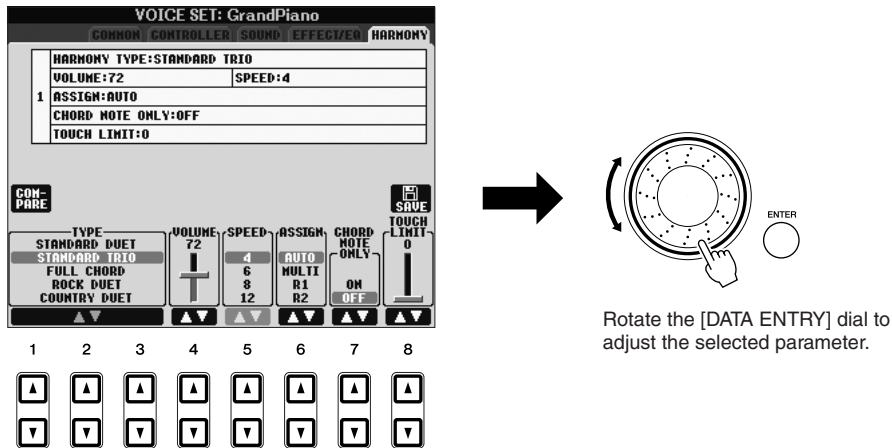 VOICE SET: GrandPiano
COMMON CONTROLLER SOUND EFFECT/EQ HARMONY
HARMONY TYPE:STANDARD TRIO
VOLUME:72 SPEED:4
1 ASSIGN:AUTO
CHORD NOTE ONLY:OFF
TOUCH LIMIT:0
COM-
PARE
SAVE
TYPE
STANDARD DUET
STANDARD TRIO
FULL CHORD
ROCK DUET
COUNTRY DUET
VOLUME
72
SPEED
4
6
8
12
ASSIGN
AUTO
MULTI
R1
R2
CHORD
NOTE
ONLY
ON
OFF
TOUCH
LIMIT
0
1 2 3 4 5 6 7 8
ENTER
Rotate the [DATA ENTRY] dial to
adjust the selected parameter.